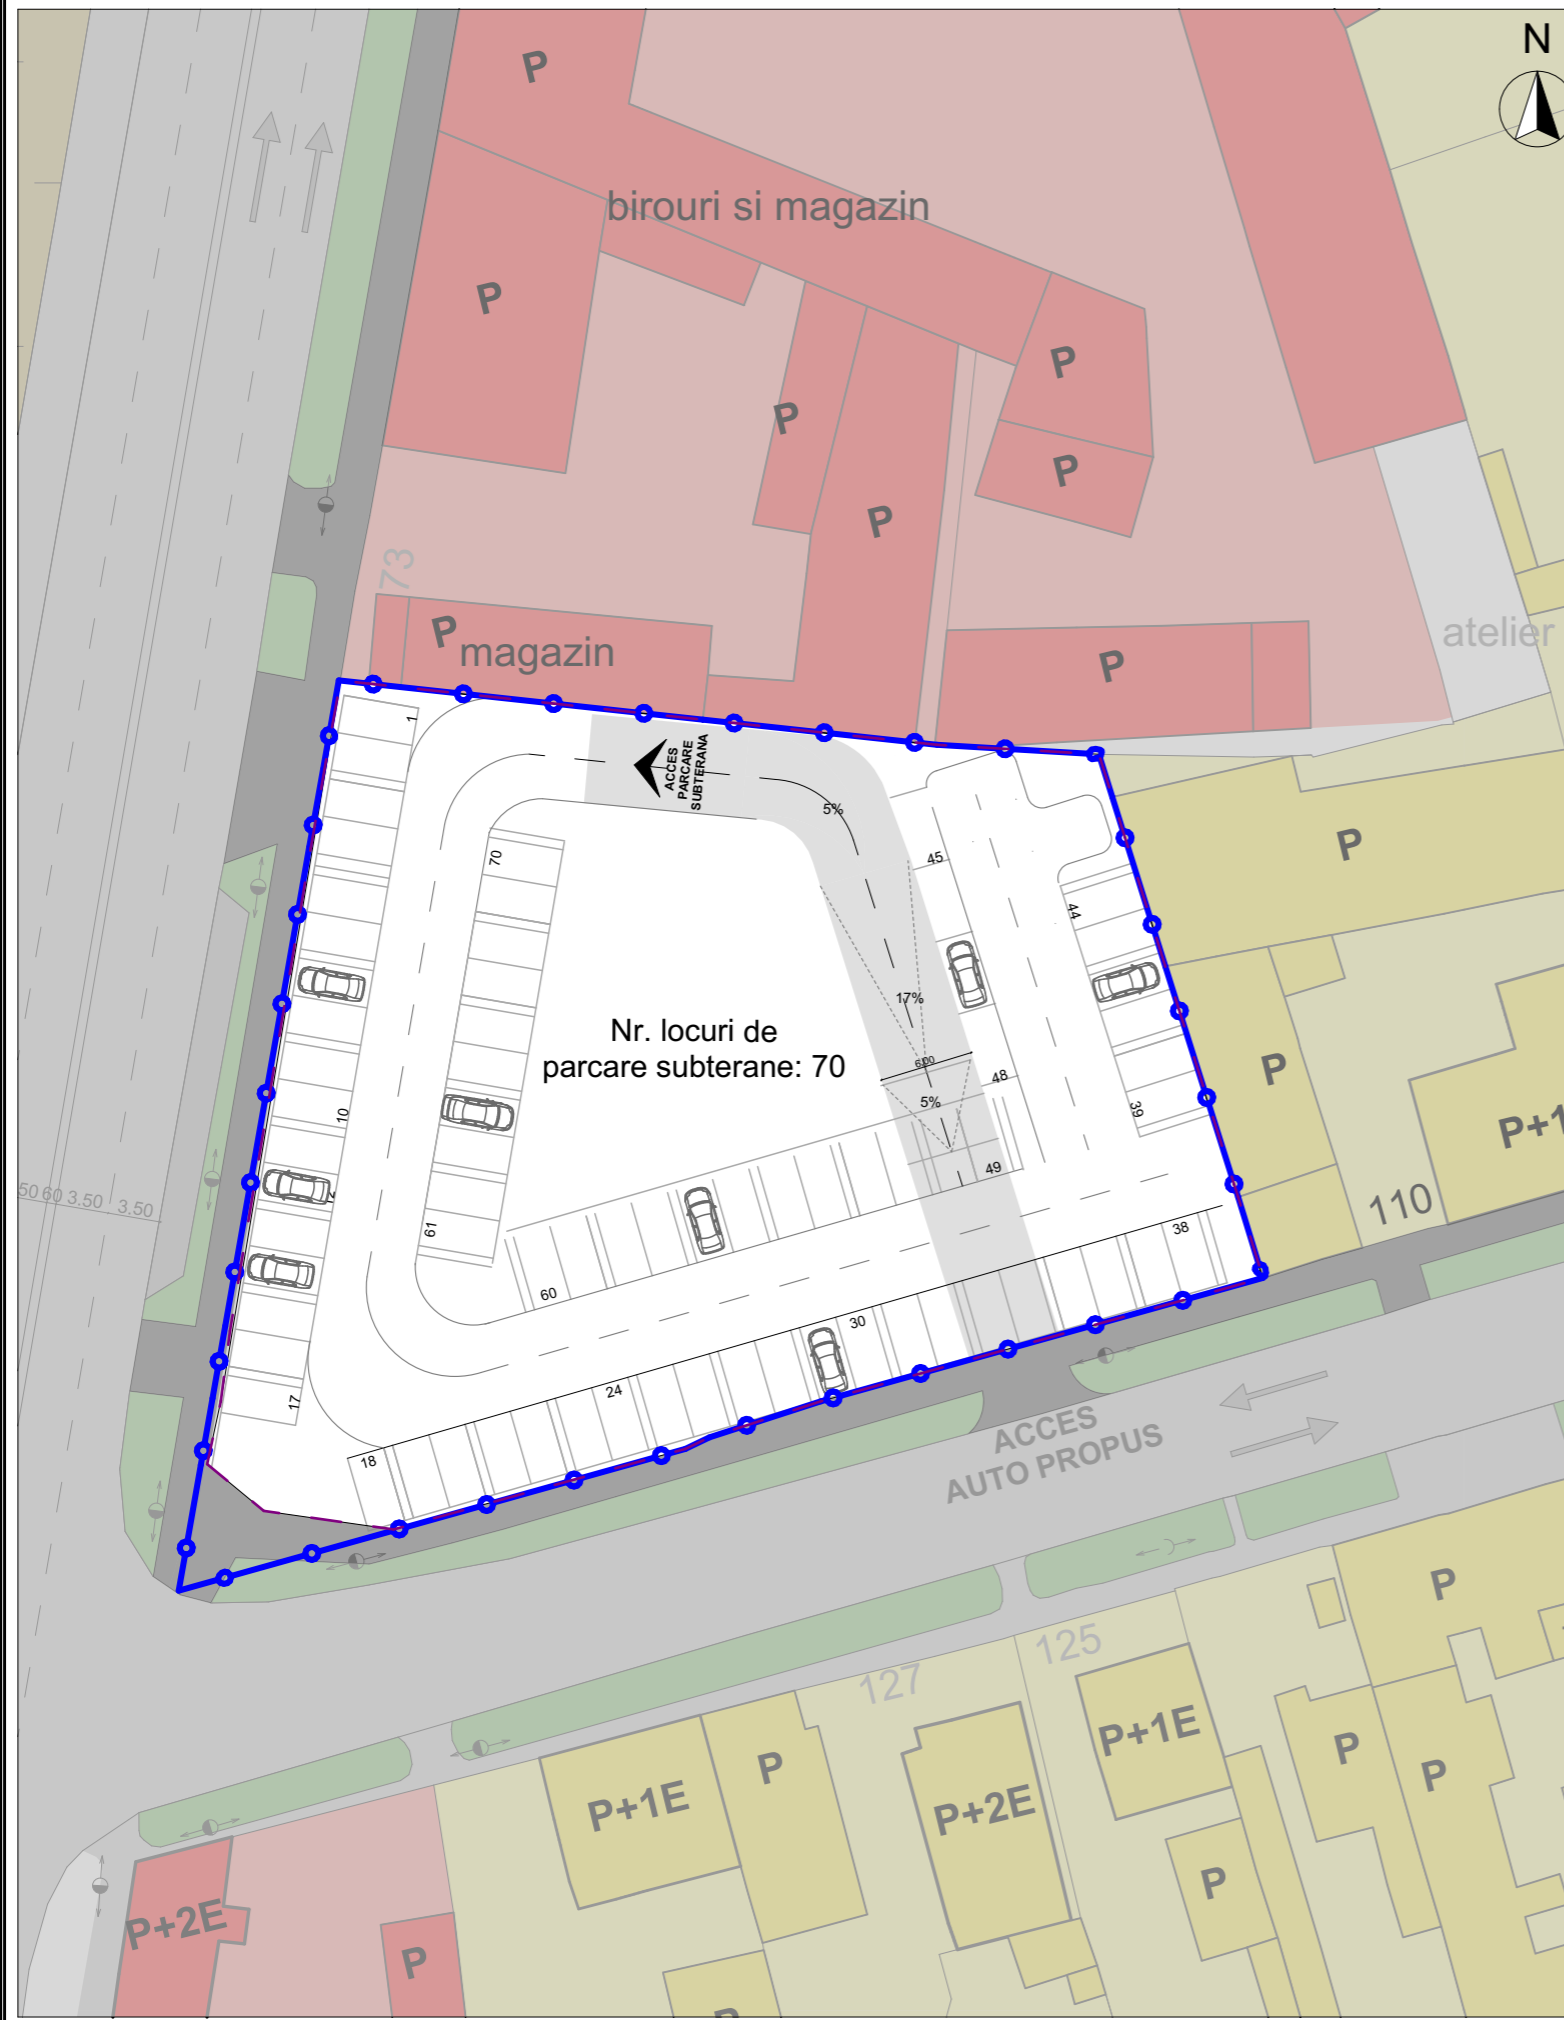 N
P
birouri si magazin
P
P
P
P
P
73
P
magazin
P
atelier
1
ACCES
PARCARE
SUBTERANA
5%
45
70
P
44
17%
Nr. locuri de
parcare subterane: 70
6.00
48
5%
P
39
10
P+1
49
50 60 3.50 3.50
110
61
38
60
30
24
17
18
ACCES
AUTO PROPUS
P
125
127
P+1E
P
P+1E
P
P
P+2E
P
P+2E
P
P